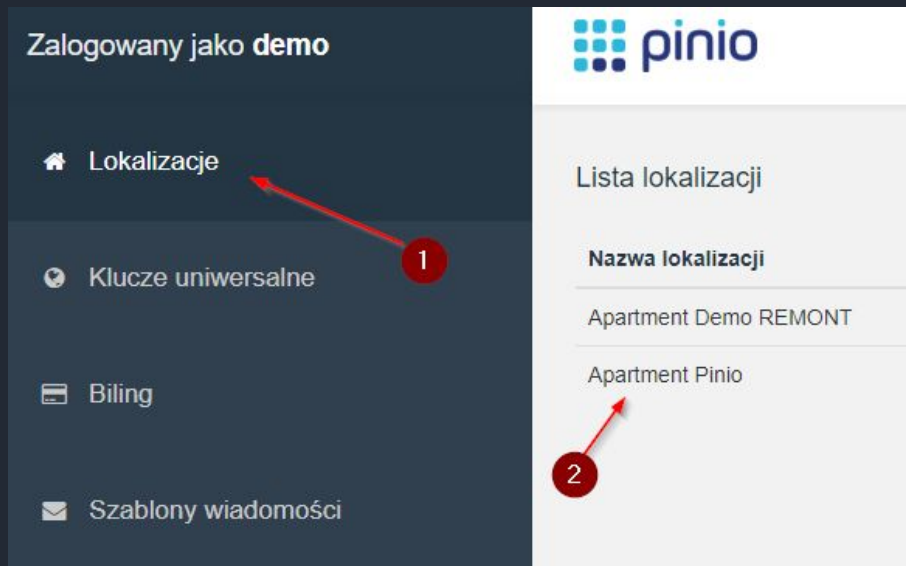 Zalogowany jako demo
Lokalizacje
1
Klucze uniwersalne
Biling
Szablony wiadomości
pinio
Lista lokalizacji
Nazwa lokalizacji
Apartment Demo REMONT
Apartment Pinio
2